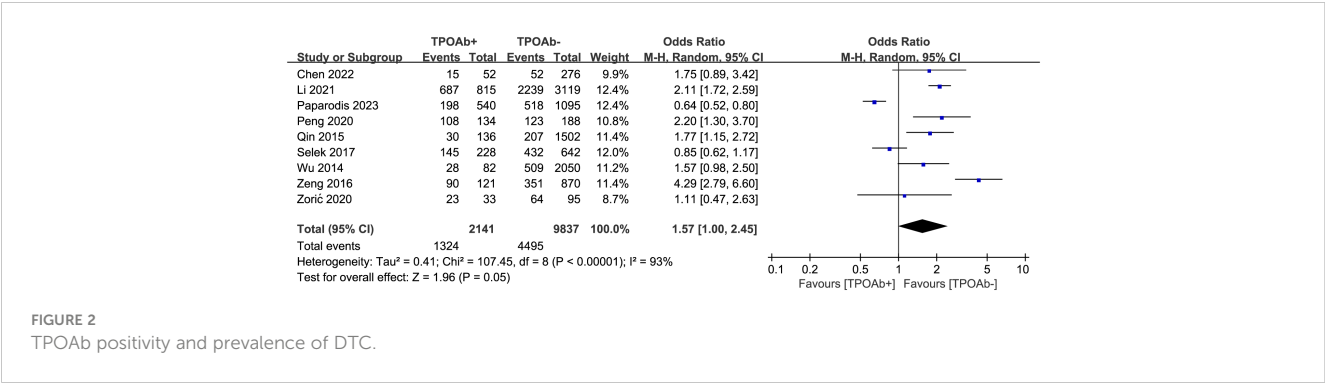 TPOAb+ TPOAb- Odds Ratio Odds Ratio
Study or Subgroup Events Total Events Total Weight M-H, Random, 95% CI M-H, Random, 95% CI
Chen 2022 15 52 52 276 9.9% 1.75 [0.89, 3.42]
Li 2021 687 815 2239 3119 12.4% 2.11 [1.72, 2.59]
Paparodis 2023 198 540 518 1095 12.4% 0.64 [0.52, 0.80]
Peng 2020 108 134 123 188 10.8% 2.20 [1.30, 3.70]
Qin 2015 30 136 207 1502 11.4% 1.77 [1.15, 2.72]
Selek 2017 145 228 432 642 12.0% 0.85 [0.62, 1.17]
Wu 2014 28 82 509 2050 11.2% 1.57 [0.98, 2.50]
Zeng 2016 90 121 351 870 11.4% 4.29 [2.79, 6.60]
Zorić 2020 23 33 64 95 8.7% 1.11 [0.47, 2.63]
Total (95% CI) 2141 9837 100.0% 1.57 [1.00, 2.45]
Total events 1324 4495
Heterogeneity: Tau² = 0.41; Chi² = 107.45, df = 8 (P < 0.00001); I² = 93%
Test for overall effect: Z = 1.96 (P = 0.05)
0.1 0.2 0.5 1 2 5 10
Favours [TPOAb+] Favours [TPOAb-]
FIGURE 2
TPOAb positivity and prevalence of DTC.